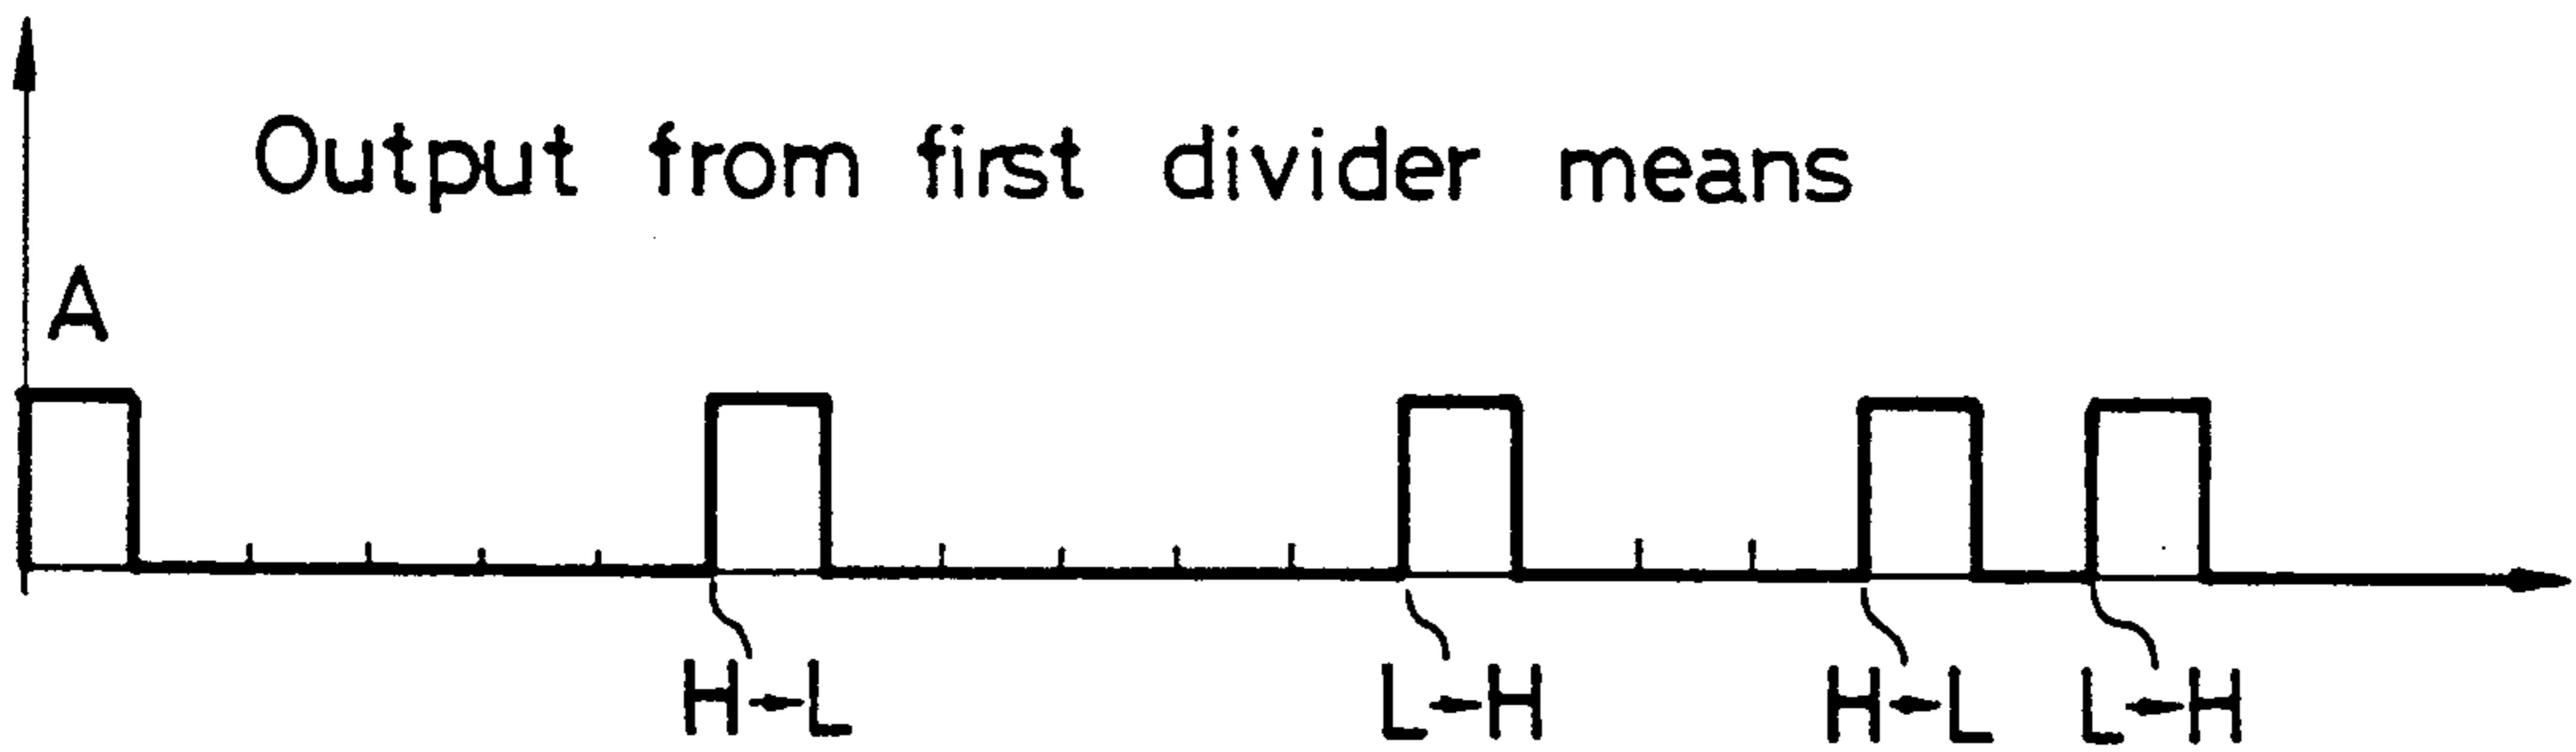 Output from first divider means
A
H→L L→H H→L L→H